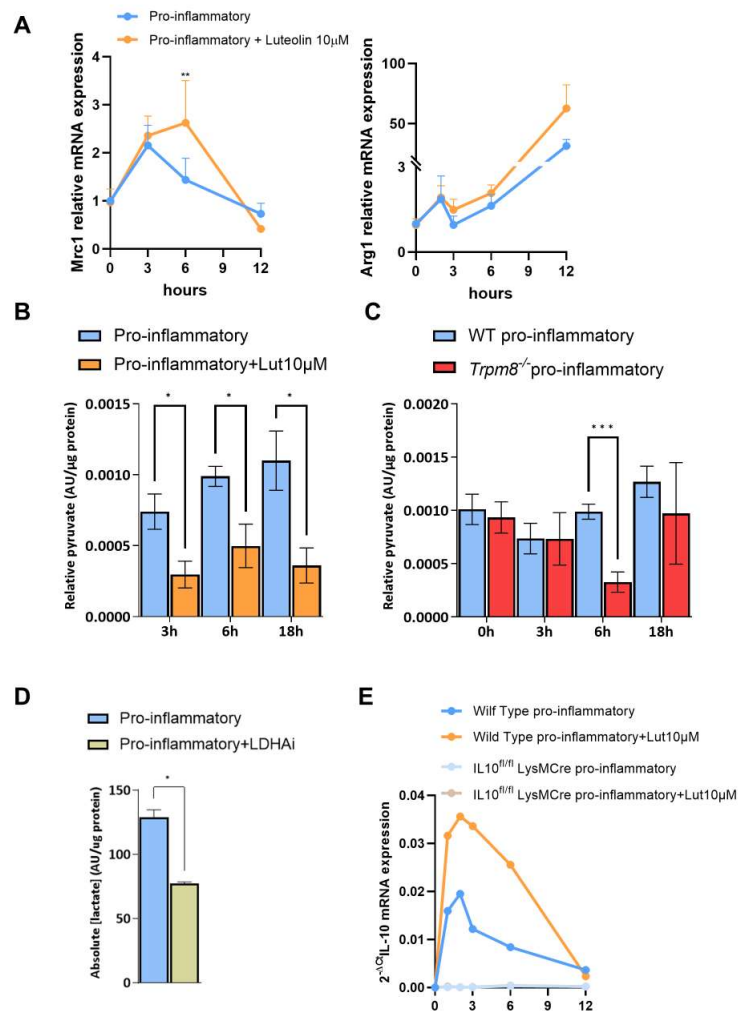 A
Pro-inflammatory
Pro-inflammatory + Luteolin 10μM
Mrc1 relative mRNA expression
4
3
2
1
0
**
0 3 6 9 12
hours
Arg1 relative mRNA expression
100
50
3
0
0 3 6 9 12
hours
B
Pro-inflammatory
Pro-inflammatory+Lut10μM
Relative pyruvate (AU/μg protein)
0.0015
0.0010
0.0005
0.0000
* * *
3h 6h 18h
C
WT pro-inflammatory
Trpm8-/-pro-inflammatory
Relative pyruvate (AU/μg protein)
0.0020
0.0015
0.0010
0.0005
0.0000
***
0h 3h 6h 18h
D
Pro-inflammatory
Pro-inflammatory+LDHAi
Absolute [lactate] (AU/ug protein)
150
100
50
0
*
E
Wilf Type pro-inflammatory
Wild Type pro-inflammatory+Lut10μM
IL10fl/fl LysMCre pro-inflammatory
IL10fl/fl LysMCre pro-inflammatory+Lut10μM
2-ΔCt IL-10 mRNA expression
0.04
0.03
0.02
0.01
0.00
0 3 6 9 12